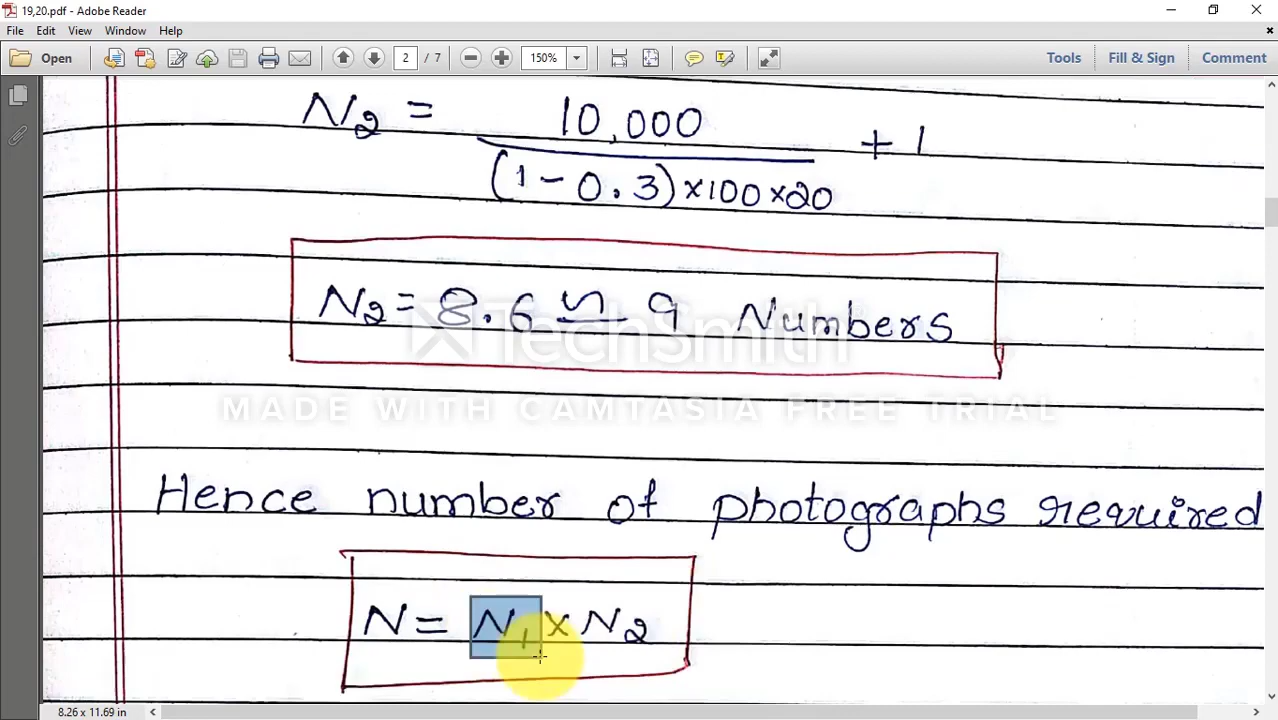 19,20.pdf - Adobe Reader
File Edit View Window Help
Open 2 / 7 150% Tools Fill & Sign Comment
N2 = 10,000 / (1-0.3)×100×20 + 1
N2 = 8.6 ≃ 9 Numbers
TechSmith
MADE WITH CAMTASIA FREE TRIAL
Hence number of photographs required
N = N1 × N2
8.26 x 11.69 in